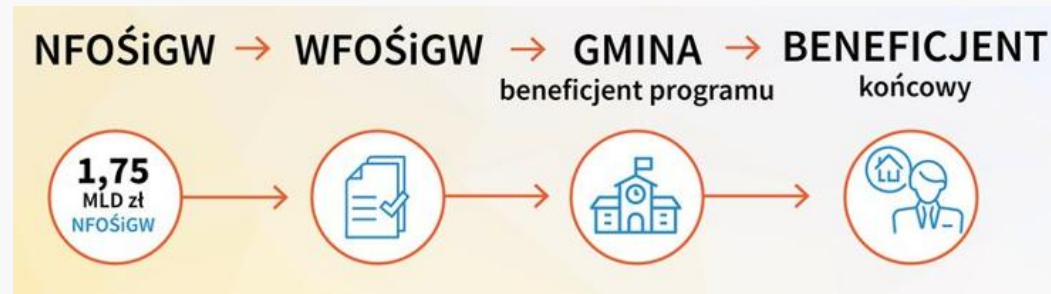 NFOŚiGW → WFOŚiGW → GMINA → BENEFICJENT
beneficjent programu końcowy
1,75
MLD zł
NFOŚiGW